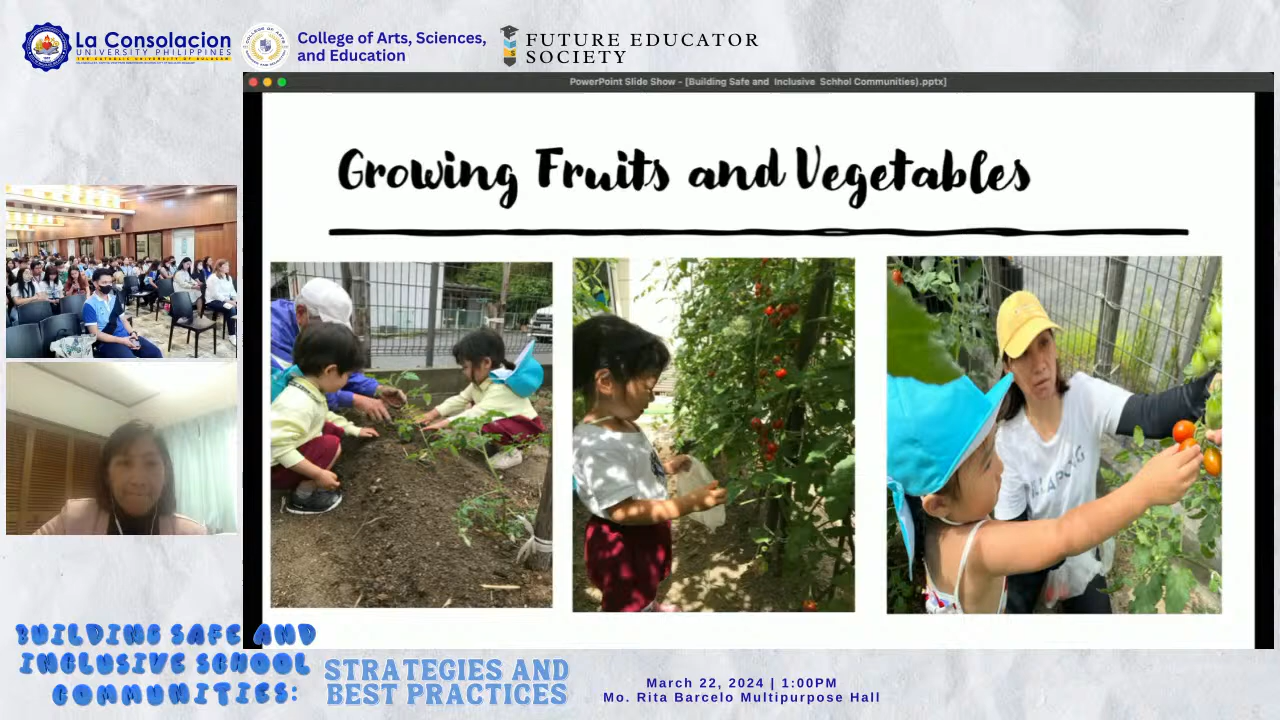 La Consolacion
UNIVERSITY PHILIPPINES
College of Arts, Sciences,
and Education
FUTURE EDUCATOR
SOCIETY
PowerPoint Slide Show - [Building Safe and Inclusive Schhol Communities).pptx]
Growing Fruits and Vegetables
BUILDING SAFE AND
INCLUSIVE SCHOOL
COMMUNITIES:
STRATEGIES AND
BEST PRACTICES
March 22, 2024 | 1:00PM
Mo. Rita Barcelo Multipurpose Hall